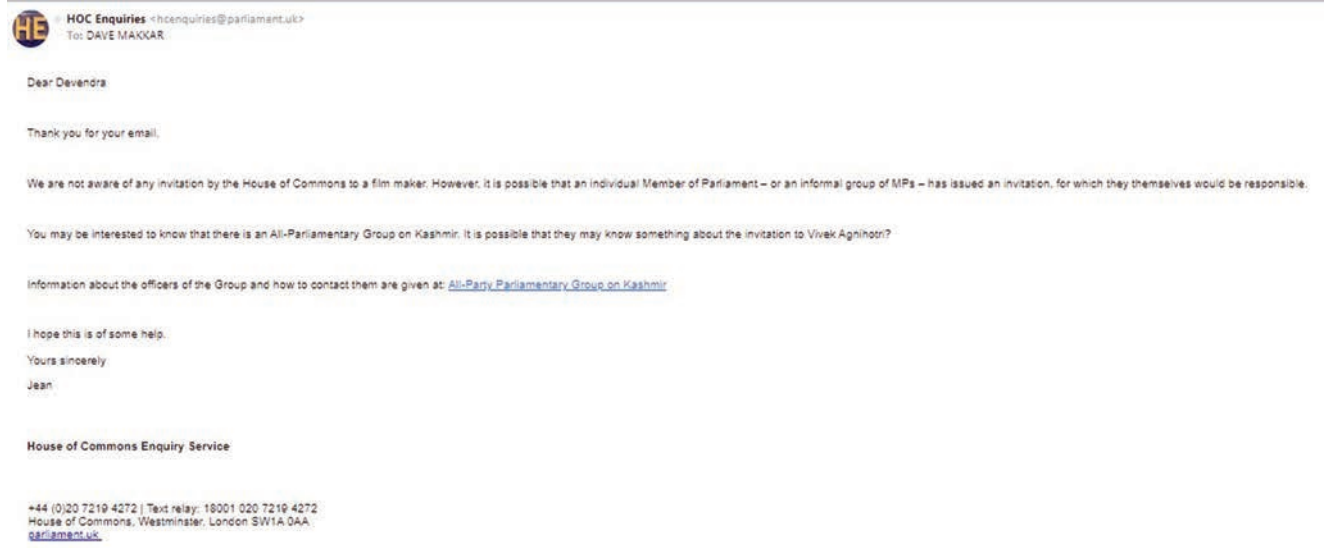 HE
HOC Enquiries <hcenquiries@parliament.uk>
To: DAVE MAKKAR
Dear Devendra
Thank you for your email.
We are not aware of any invitation by the House of Commons to a film maker. However, it is possible that an individual Member of Parliament – or an informal group of MPs – has issued an invitation, for which they themselves would be responsible.
You may be interested to know that there is an All-Parliamentary Group on Kashmir. It is possible that they may know something about the invitation to Vivek Agnihotri?
Information about the officers of the Group and how to contact them are given at: All-Party Parliamentary Group on Kashmir
I hope this is of some help.
Yours sincerely
Jean
House of Commons Enquiry Service
+44 (0)20 7219 4272 | Text relay: 18001 020 7219 4272
House of Commons, Westminster, London SW1A 0AA
parliament.uk